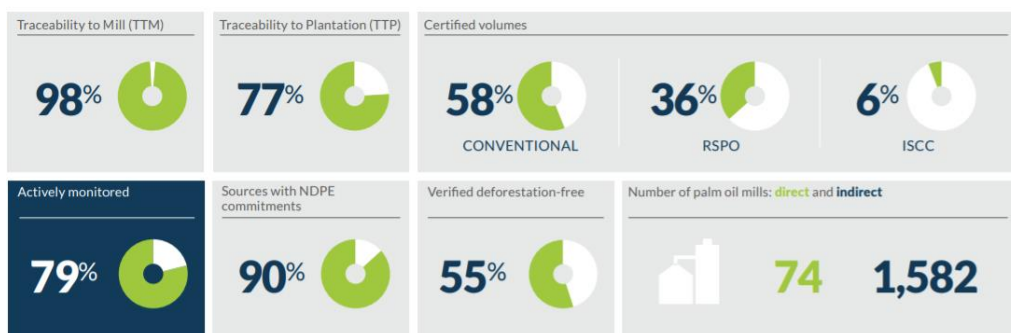 Traceability to Mill (TTM)
98%
Traceability to Plantation (TTP)
77%
Certified volumes
58%
CONVENTIONAL
36%
RSPO
6%
ISCC
Actively monitored
79%
Sources with NDPE
commitments
90%
Verified deforestation-free
55%
Number of palm oil mills: direct and indirect
74
1,582